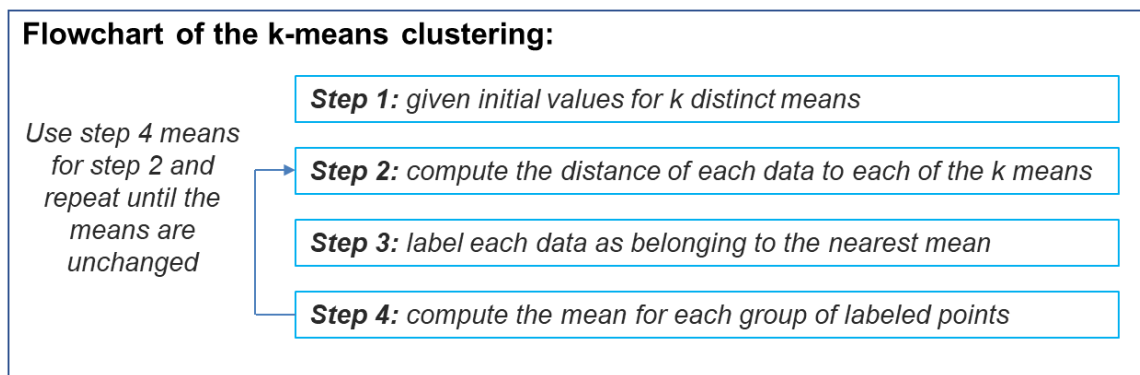 Flowchart of the k-means clustering:
Step 1: given initial values for k distinct means
Use step 4 means
for step 2 and
repeat until the
means are
unchanged
Step 2: compute the distance of each data to each of the k means
Step 3: label each data as belonging to the nearest mean
Step 4: compute the mean for each group of labeled points